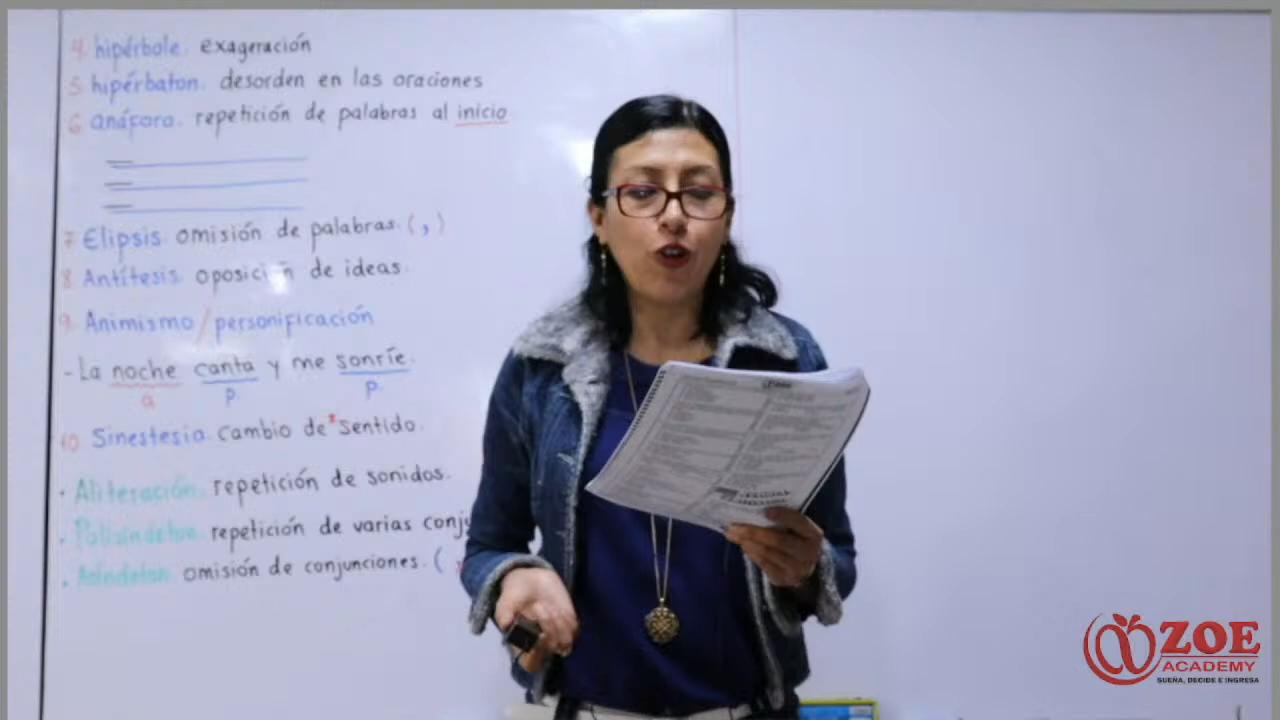 4. hipérbole. exageración
5. hipérbaton. desorden en las oraciones
6. anáfora. repetición de palabras al inicio
7. Elipsis. omisión de palabras. (,)
8. Antítesis. oposición de ideas.
9. Animismo / personificación
- La noche canta y me sonríe.
a p. p.
10. Sinestesia. cambio de sentido.
• Aliteración. repetición de sonidos.
• Polisíndeton. repetición de varias conju
• Asíndeton. omisión de conjunciones. (
ZOE
ACADEMY
SUEÑA, DECIDE E INGRESA